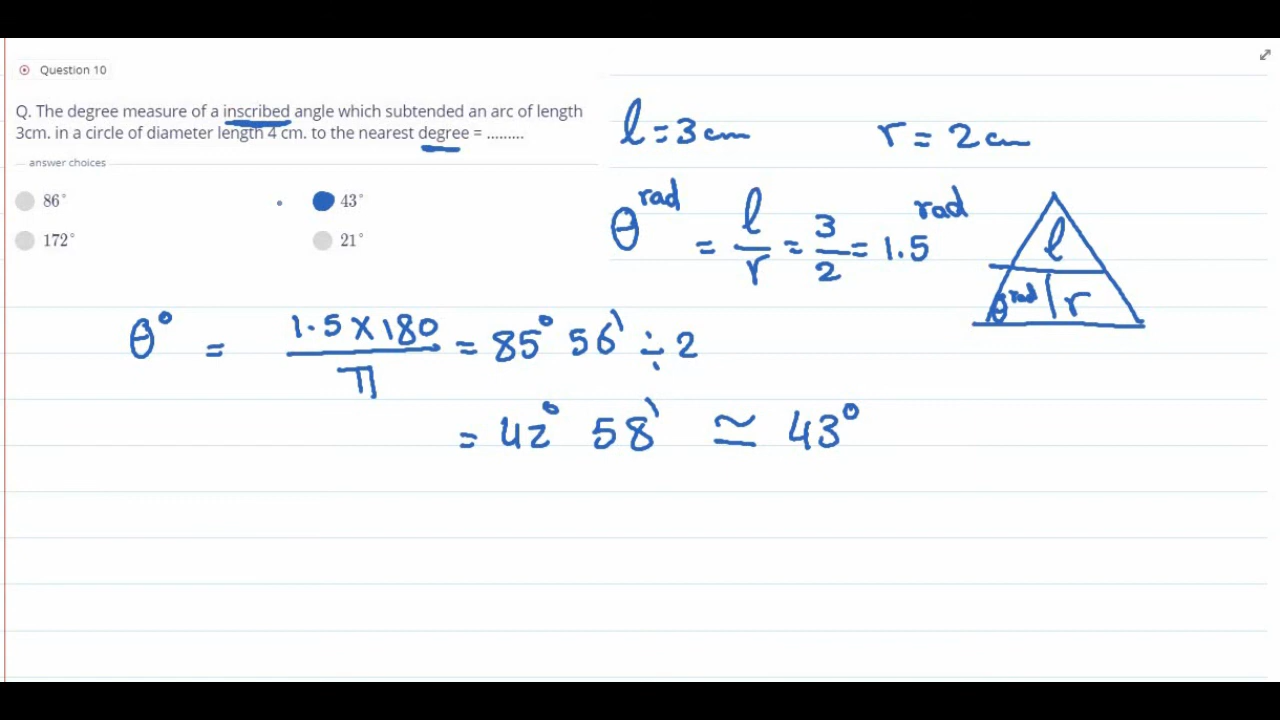 Question 10
Q. The degree measure of a inscribed angle which subtended an arc of length
3cm. in a circle of diameter length 4 cm. to the nearest degree = .........
answer choices
86°
43°
172°
21°
l = 3 cm r = 2 cm
θ^rad = l/r = 3/2 = 1.5^rad
l
θ^rad r
θ° = 1.5 × 180 / π = 85° 56' ÷ 2
= 42° 58' ≃ 43°